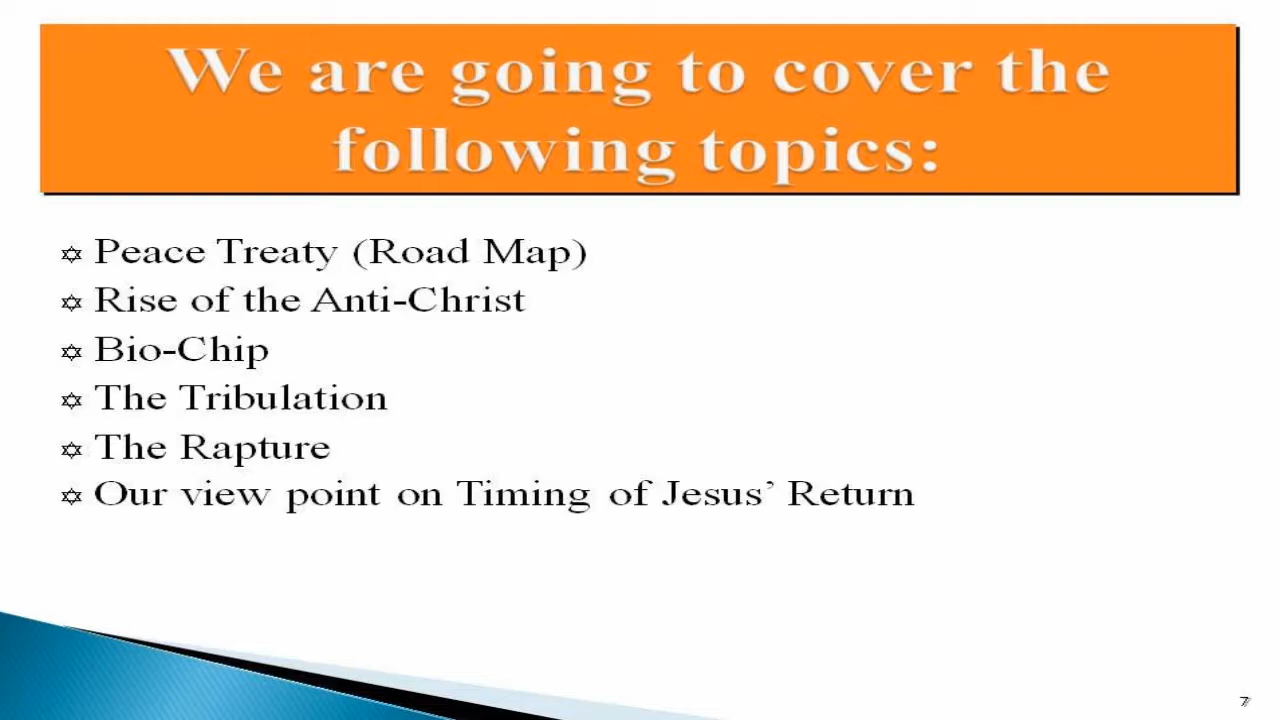 We are going to cover the
following topics:
✡ Peace Treaty (Road Map)
✡ Rise of the Anti-Christ
✡ Bio-Chip
✡ The Tribulation
✡ The Rapture
✡ Our view point on Timing of Jesus’ Return
7